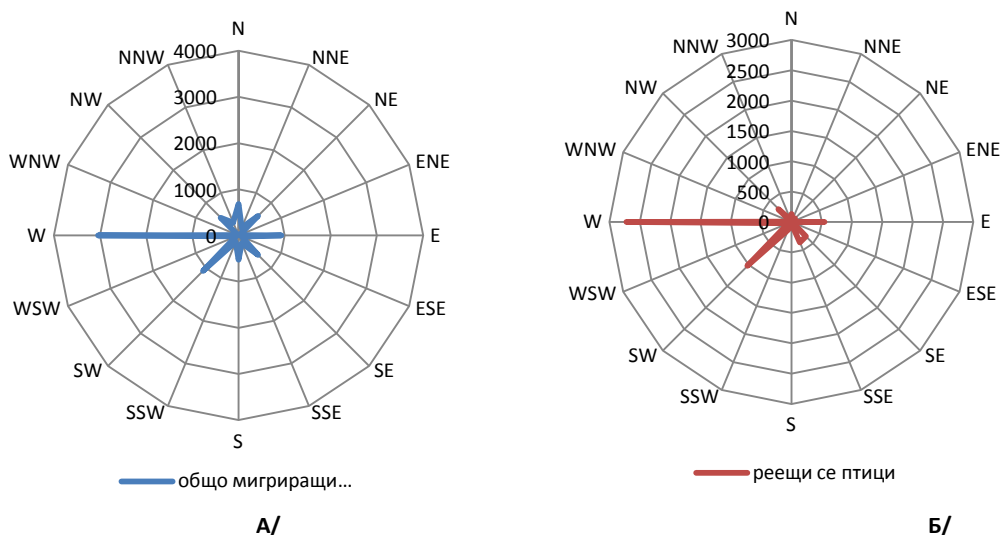 N
NNE
NE
ENE
E
ESE
SE
SSE
S
SSW
SW
WSW
W
WNW
NW
NNW
4000
3000
2000
1000
0
общо мигриращи...
А/
N
NNE
NE
ENE
E
ESE
SE
SSE
S
SSW
SW
WSW
W
WNW
NW
NNW
3000
2500
2000
1500
1000
500
0
реещи се птици
Б/